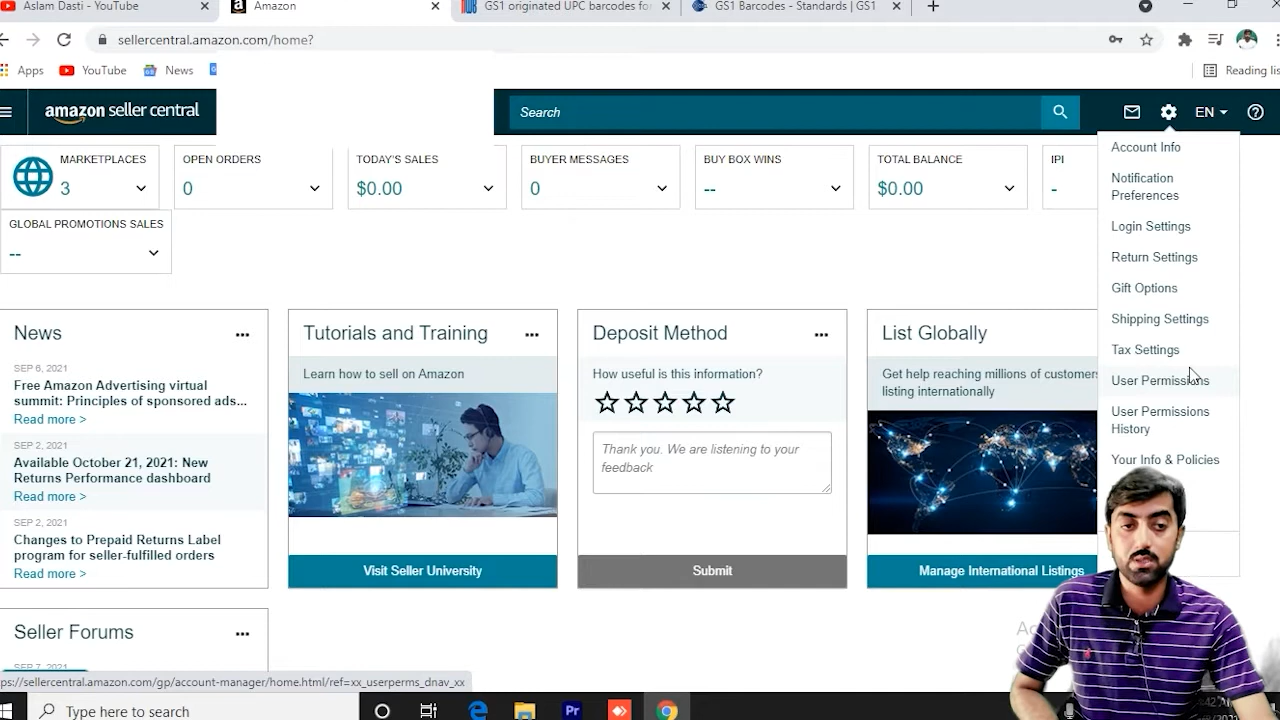 Aslam Dasti - YouTube
Amazon
GS1 originated UPC barcodes for
GS1 Barcodes - Standards | GS1
sellercentral.amazon.com/home?
Apps
YouTube
News
Reading lis
amazon seller central
Search
EN
MARKETPLACES
3
OPEN ORDERS
0
TODAY'S SALES
$0.00
BUYER MESSAGES
0
BUY BOX WINS
--
TOTAL BALANCE
$0.00
IPI
-
GLOBAL PROMOTIONS SALES
--
Account Info
Notification
Preferences
Login Settings
Return Settings
Gift Options
Shipping Settings
Tax Settings
User Permissions
User Permissions
History
Your Info & Policies
News
SEP 6, 2021
Free Amazon Advertising virtual
summit: Principles of sponsored ads...
Read more >
SEP 2, 2021
Available October 21, 2021: New
Returns Performance dashboard
Read more >
SEP 2, 2021
Changes to Prepaid Returns Label
program for seller-fulfilled orders
Read more >
Tutorials and Training
Learn how to sell on Amazon
Visit Seller University
Deposit Method
How useful is this information?
Thank you. We are listening to your
feedback
Submit
List Globally
Get help reaching millions of customers
listing internationally
Manage International Listings
Seller Forums
SEP 7, 2021
ps://sellercentral.amazon.com/gp/account-manager/home.html/ref=xx_userperms_dnav_xx
Type here to search